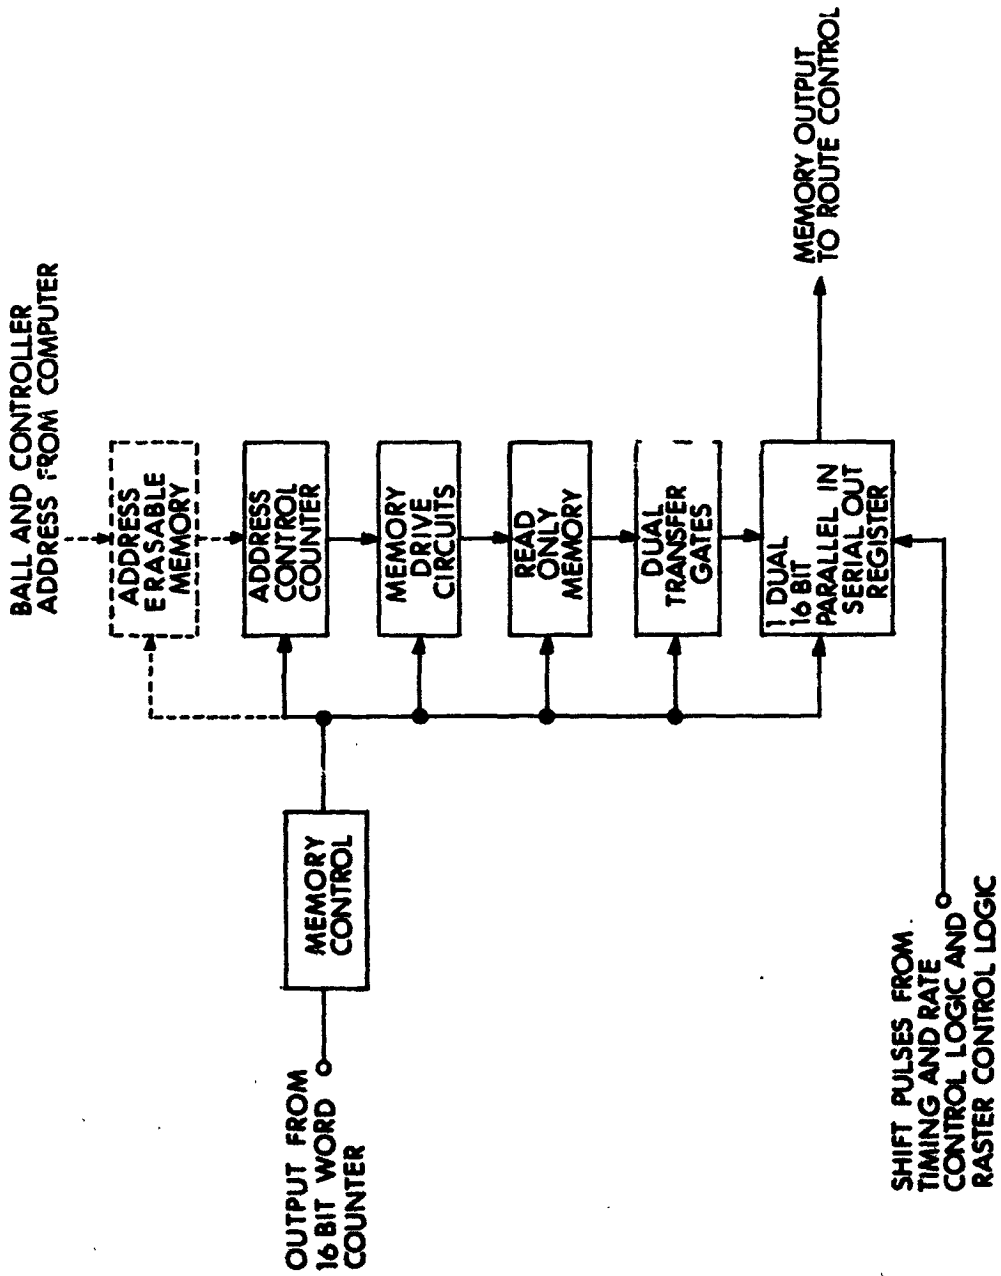 BALL AND CONTROLLER
ADDRESS FROM COMPUTER
ADDRESS
ERASABLE
MEMORY
ADDRESS
CONTROL
COUNTER
MEMORY
DRIVE
CIRCUITS
READ
ONLY
MEMORY
DUAL
TRANSFER
GATES
1 DUAL
16 BIT
PARALLEL IN
SERIAL OUT
REGISTER
MEMORY OUTPUT
TO ROUTE CONTROL
MEMORY
CONTROL
OUTPUT FROM
16 BIT WORD
COUNTER
SHIFT PULSES FROM
TIMING AND RATE
CONTROL LOGIC AND
RASTER CONTROL LOGIC